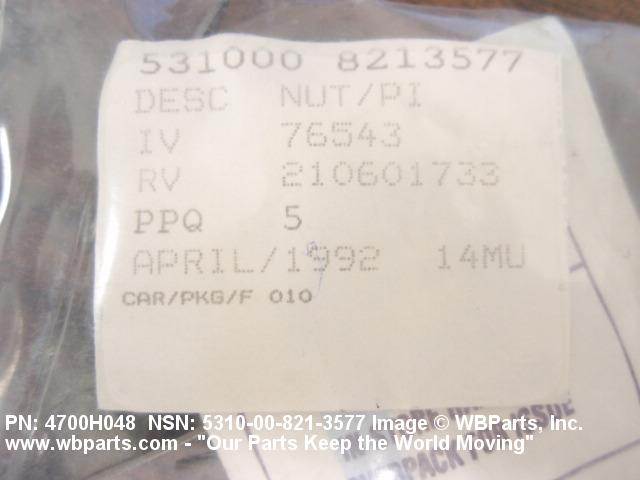 531000 8213577
DESC NUT/PI
IV 76543
RV 210601733
PPQ 5
APRIL/1992 14MU
CAR/PKG/F 010
PN: 4700H048 NSN: 5310-00-821-3577 Image © WBParts, Inc.
www.wbparts.com - "Our Parts Keep the World Moving"